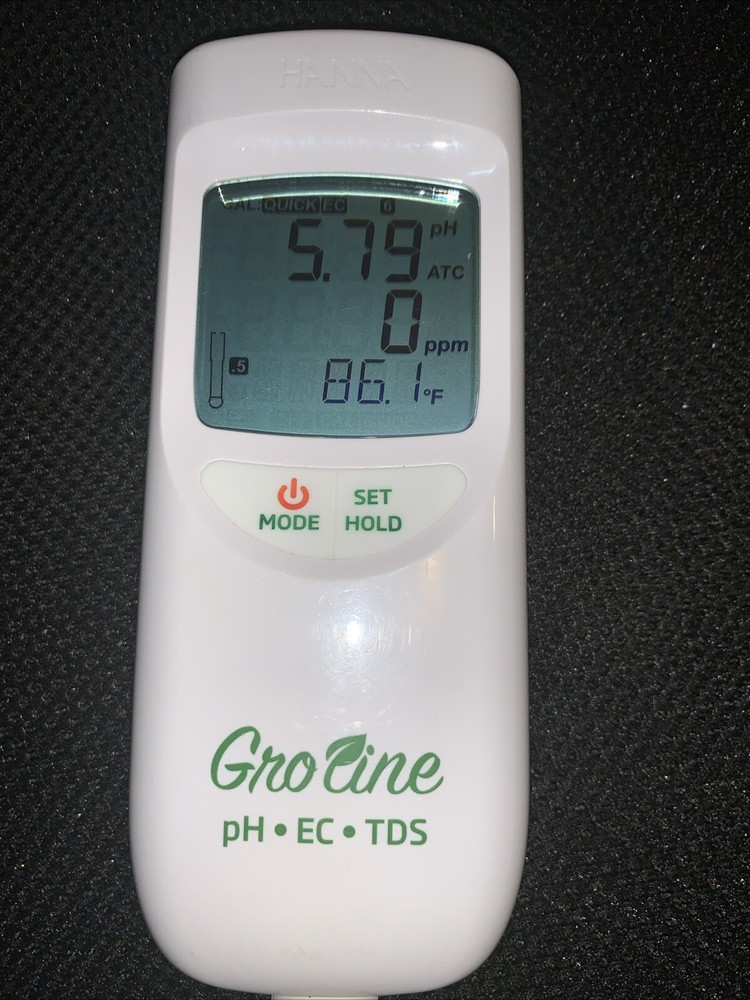 HANNA
CAL: QUICK EC 6
5.79 pH
ATC
0 ppm
.5
86.1 °F
MODE
SET
HOLD
GroLine
pH • EC • TDS